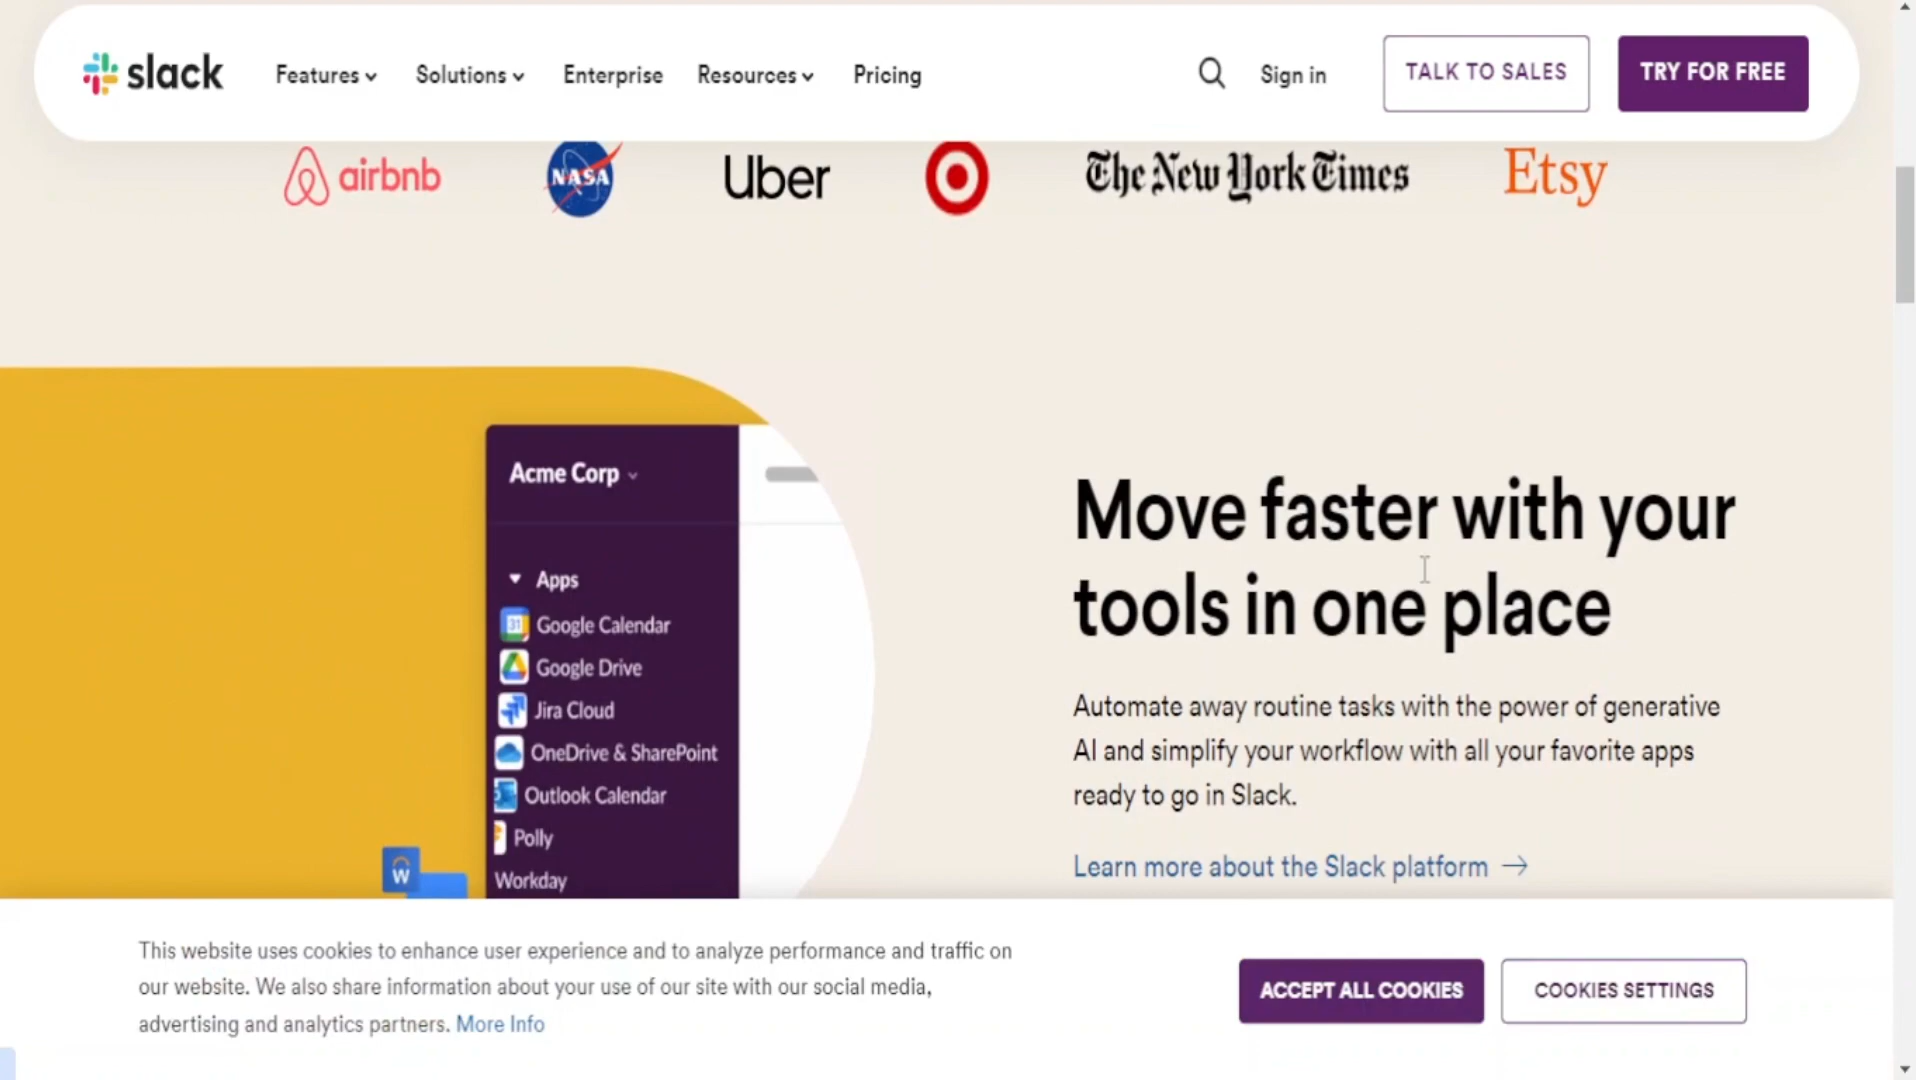 slack
Features
Solutions
Enterprise
Resources
Pricing
Sign in
TALK TO SALES
TRY FOR FREE
airbnb
NASA
Uber
The New York Times
Etsy
Acme Corp
Apps
31
Google Calendar
Google Drive
Jira Cloud
OneDrive & SharePoint
Outlook Calendar
Polly
Workday
W
Move faster with your
tools in one place
Automate away routine tasks with the power of generative
AI and simplify your workflow with all your favorite apps
ready to go in Slack.
Learn more about the Slack platform →
This website uses cookies to enhance user experience and to analyze performance and traffic on
our website. We also share information about your use of our site with our social media,
advertising and analytics partners. More Info
ACCEPT ALL COOKIES
COOKIES SETTINGS